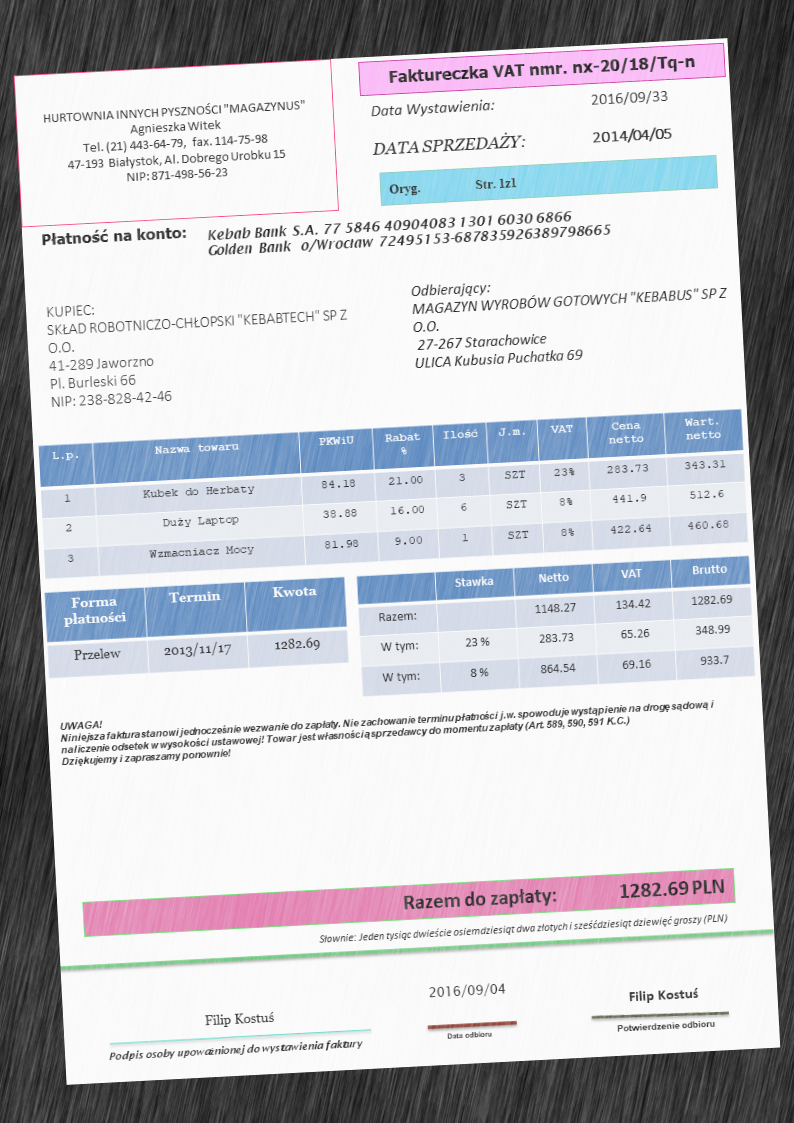 HURTOWNIA INNYCH PYSZNOŚCI "MAGAZYNUS"
Agnieszka Witek
Tel. (21) 443-64-79, fax. 114-75-98
47-193 Białystok, Al. Dobrego Urobku 15
NIP: 871-498-56-23
Faktureczka VAT nmr. nx-20/18/Tq-n
Data Wystawienia: 2016/09/33
DATA SPRZEDAŻY: 2014/04/05
Oryg. Str. 1z1
Płatność na konto: Kebab Bank S.A. 77 5846 40904083 1301 6030 6866
Golden Bank o/Wrocław 72495153-687835926389798665
KUPIEC:
SKŁAD ROBOTNICZO-CHŁOPSKI "KEBABTECH" SP Z
O.O.
41-289 Jaworzno
Pl. Burleski 66
NIP: 238-828-42-46
Odbierający:
MAGAZYN WYROBÓW GOTOWYCH "KEBABUS" SP Z
O.O.
27-267 Starachowice
ULICA Kubusia Puchatka 69
L.p. Nazwa towaru PKWiU Rabat % Ilość J.m. VAT Cena netto Wart. netto
1 Kubek do Herbaty 84.18 21.00 3 SZT 23% 283.73 343.31
2 Duży Laptop 38.88 16.00 6 SZT 8% 441.9 512.6
3 Wzmacniacz Mocy 81.98 9.00 1 SZT 8% 422.64 460.68
Forma płatności Termin Kwota
Przelew 2013/11/17 1282.69
Stawka Netto VAT Brutto
Razem: 1148.27 134.42 1282.69
W tym: 23 % 283.73 65.26 348.99
W tym: 8 % 864.54 69.16 933.7
UWAGA!
Niniejsza faktura stanowi jednocześnie wezwanie do zapłaty. Nie zachowanie terminu płatności j.w. spowoduje wystąpienie na drogę sądową i
naliczenie odsetek w wysokości ustawowej! Towar jest własnością sprzedawcy do momentu zapłaty (Art. 589, 590, 591 K.C.)
Dziękujemy i zapraszamy ponownie!
Razem do zapłaty: 1282.69 PLN
Słownie: Jeden tysiąc dwieście osiemdziesiąt dwa złotych i sześćdziesiąt dziewięć groszy (PLN)
Filip Kostuś
Podpis osoby upoważnionej do wystawienia faktury
2016/09/04
Data odbioru
Filip Kostuś
Potwierdzenie odbioru